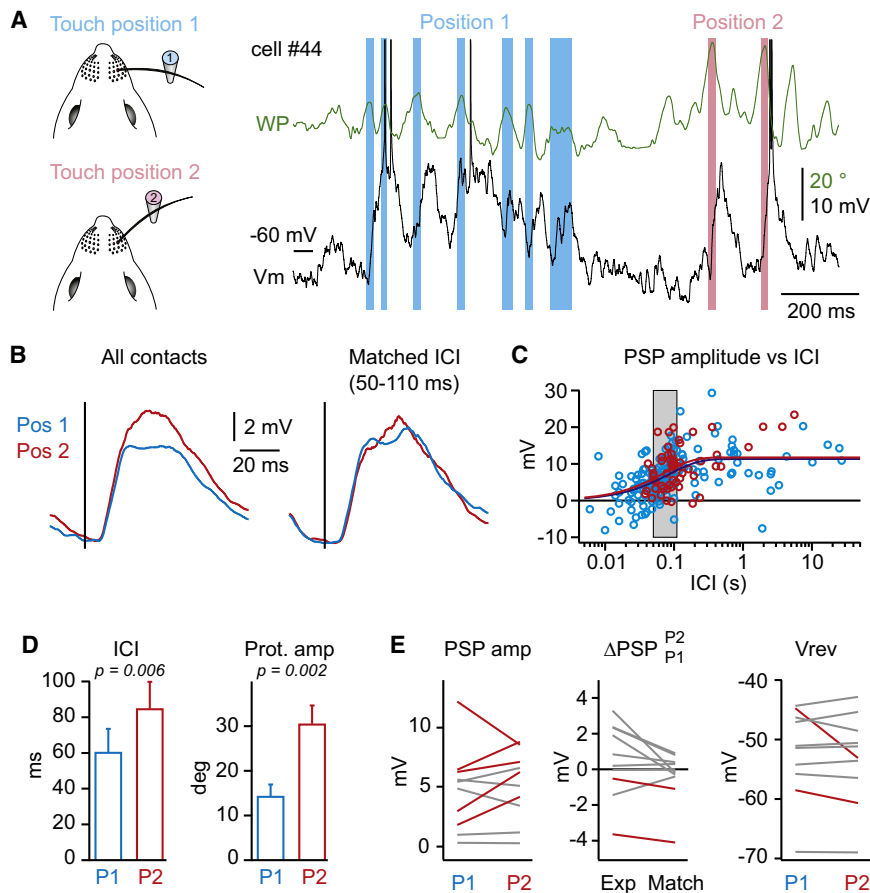 A
Touch position 1
1
Touch position 2
2
cell #44
Position 1
Position 2
WP
20 °
10 mV
-60 mV
Vm
200 ms
B
All contacts
Matched ICI
(50-110 ms)
Pos 1
Pos 2
2 mV
20 ms
C
PSP amplitude vs ICI
mV
30
20
10
0
-10
0.01
0.1
1
10
ICI (s)
D
ICI
p = 0.006
ms
100
80
60
40
20
0
P1
P2
Prot. amp
p = 0.002
deg
30
20
10
0
P1
P2
E
PSP amp
mV
10
5
0
P1
P2
ΔPSP P2
P1
mV
4
2
0
-2
-4
Exp
Match
Vrev
mV
-40
-50
-60
-70
P1
P2